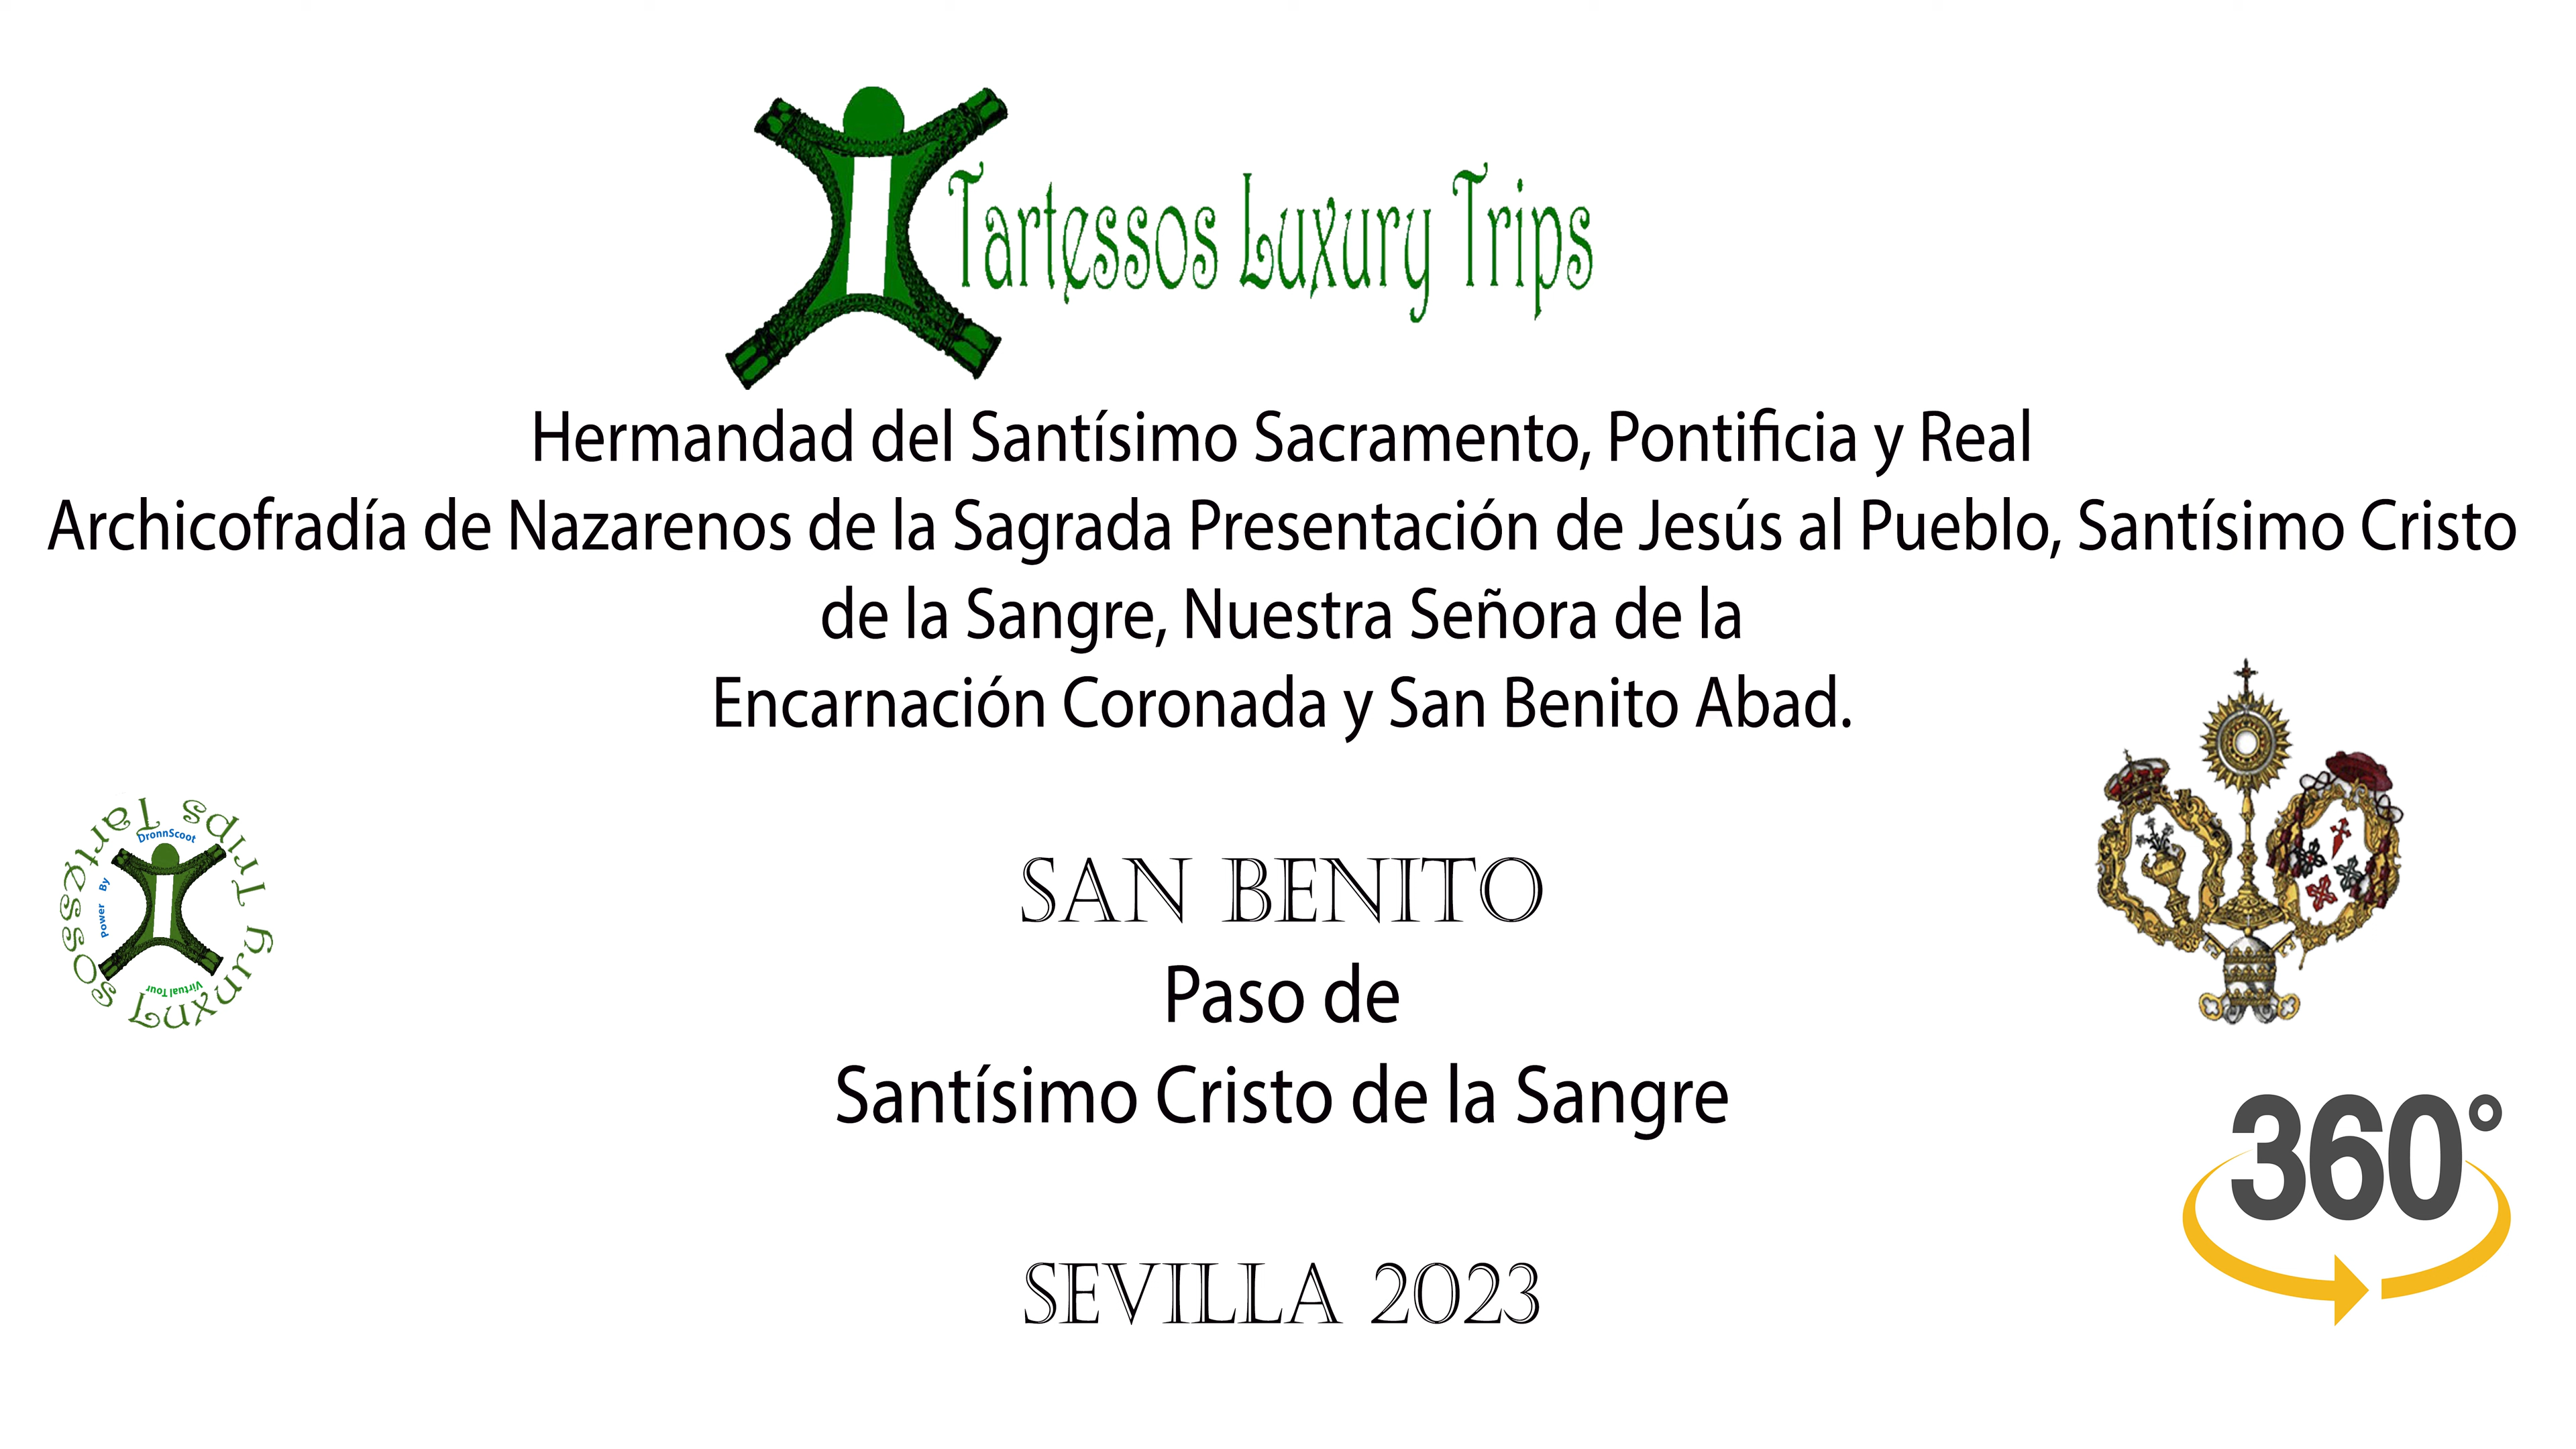 Tartessos Luxury Trips
Hermandad del Santísimo Sacramento, Pontificia y Real
Archicofradía de Nazarenos de la Sagrada Presentación de Jesús al Pueblo, Santísimo Cristo
de la Sangre, Nuestra Señora de la
Encarnación Coronada y San Benito Abad.
Tartessos Luxury Trips
Power By DronnScoot
Virtual Tour
SAN BENITO
Paso de
Santísimo Cristo de la Sangre
360°
SEVILLA 2023